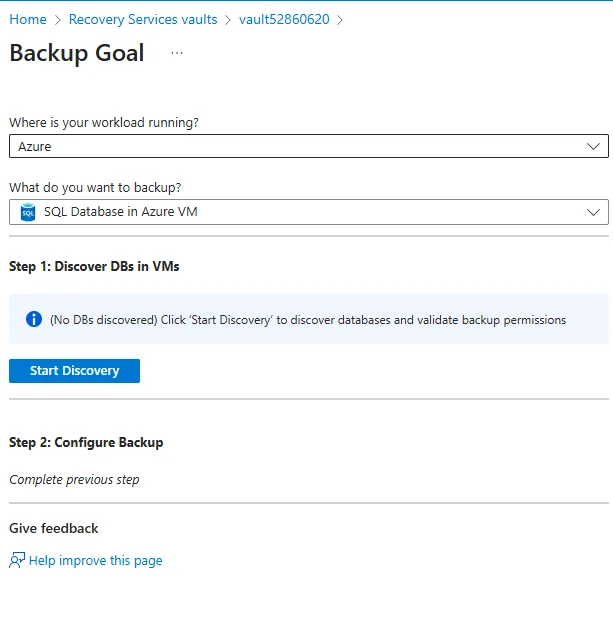 Home > Recovery Services vaults > vault52860620 >
Backup Goal ...
Where is your workload running?
Azure
What do you want to backup?
SQL SQL Database in Azure VM
Step 1: Discover DBs in VMs
(No DBs discovered) Click 'Start Discovery' to discover databases and validate backup permissions
Start Discovery
Step 2: Configure Backup
Complete previous step
Give feedback
Help improve this page